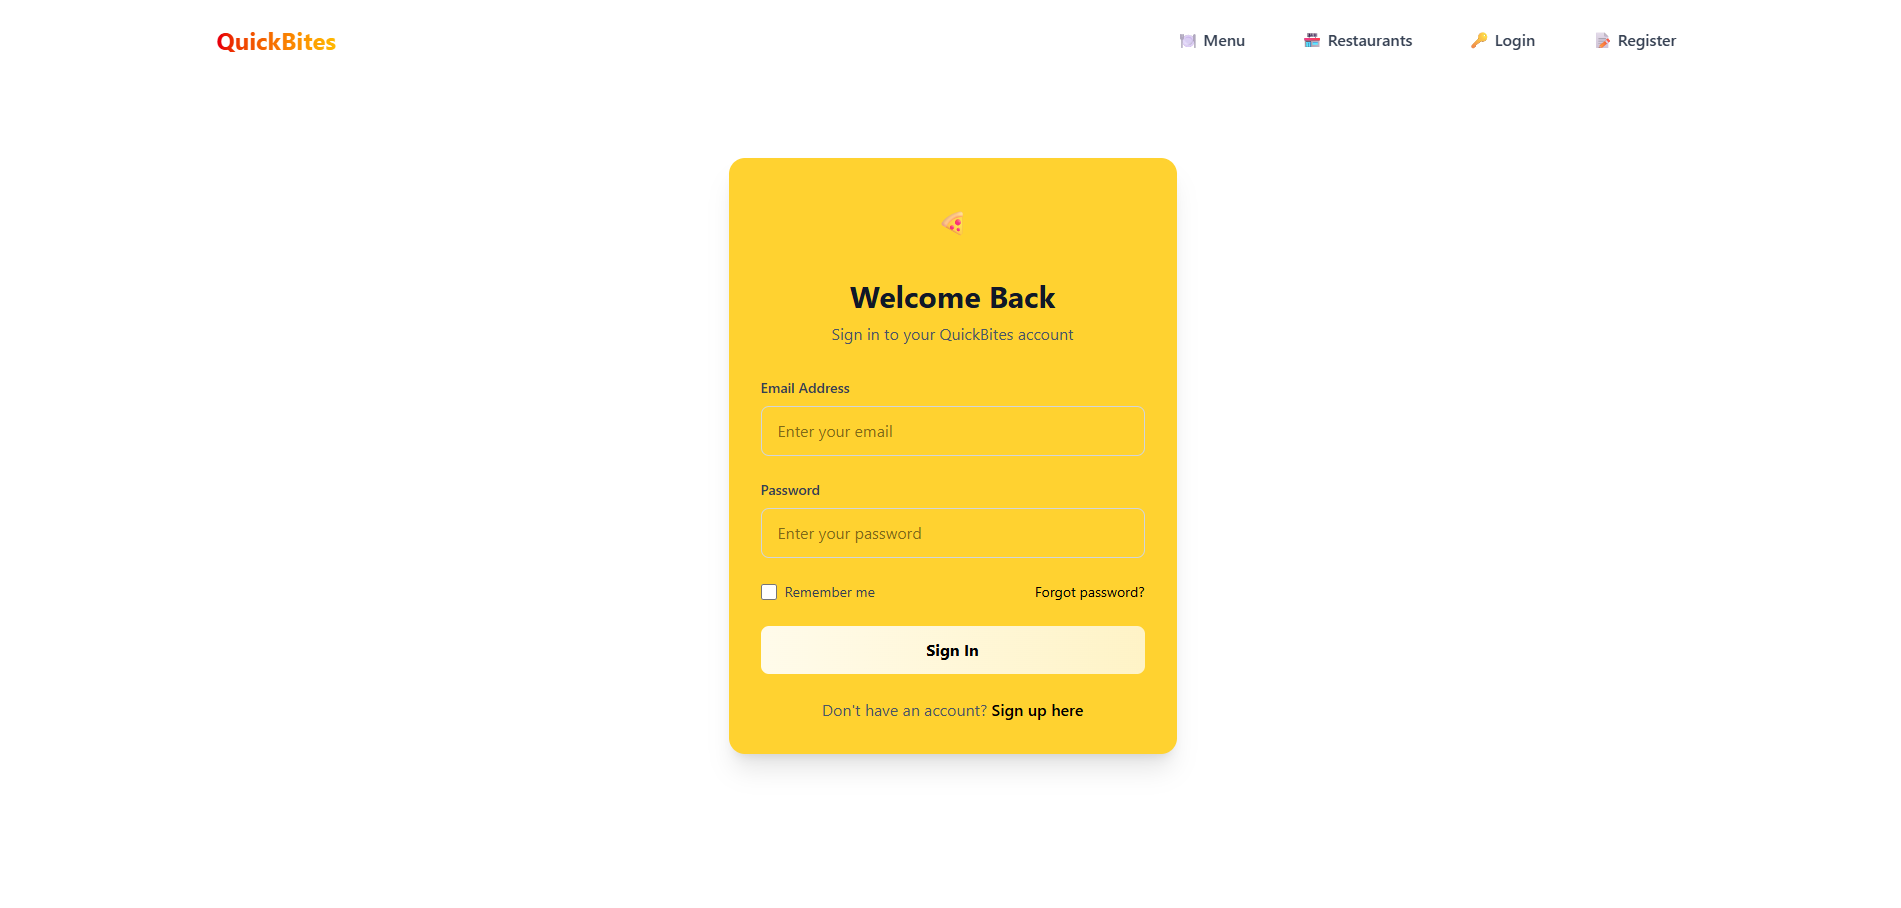 QuickBites
Menu
Restaurants
Login
Register
Welcome Back
Sign in to your QuickBites account
Email Address
Enter your email
Password
Enter your password
Remember me
Forgot password?
Sign In
Don't have an account? Sign up here